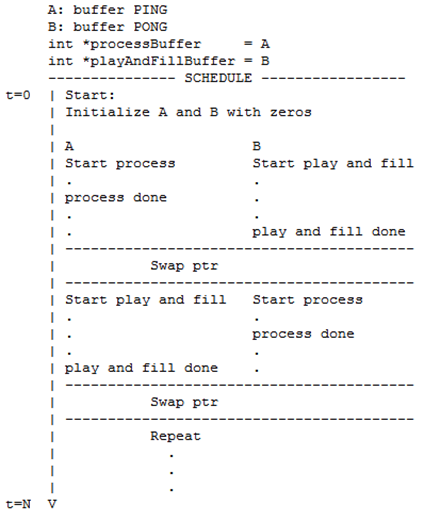 A: buffer PING
B: buffer PONG
int *processBuffer     = A
int *playAndFillBuffer = B
--------------- SCHEDULE -----------------
t=0  | Start:
| Initialize A and B with zeros
|
| A                     B
| Start process         Start play and fill
| .                     .
| process done          .
| .                     .
| .                     play and fill done
| -----------------------------------------
|           Swap ptr
| -----------------------------------------
| Start play and fill   Start process
| .                     .
| .                     process done
| .                     .
| play and fill done    .
| -----------------------------------------
|           Swap ptr
| -----------------------------------------
|           Repeat
|             .
|             .
|             .
t=N  V